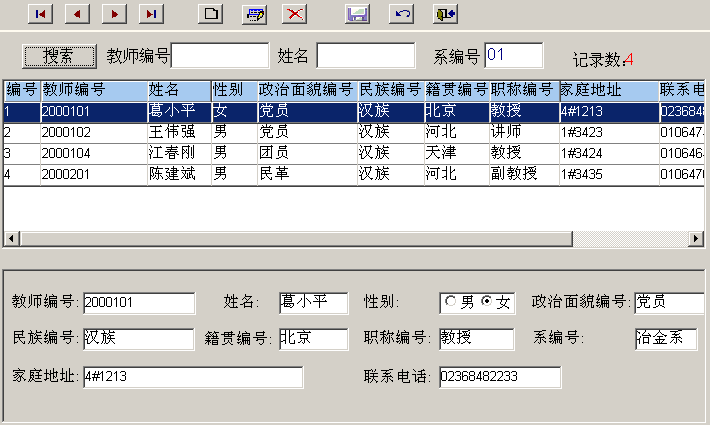 搜索 教师编号 姓名 系编号 01 记录数:4
编号 教师编号 姓名 性别 政治面貌编号 民族编号 籍贯编号 职称编号 家庭地址 联系电
1 2000101 葛小平 女 党员 汉族 北京 教授 4#1213 0236848
2 2000102 王伟强 男 党员 汉族 河北 讲师 1#3423 010647
3 2000104 江春刚 男 团员 汉族 天津 教授 1#3424 010646
4 2000201 陈建斌 男 民革 汉族 河北 副教授 1#3435 010647
教师编号: 2000101 姓名: 葛小平 性别: 男 女 政治面貌编号: 党员
民族编号: 汉族 籍贯编号: 北京 职称编号: 教授 系编号: 冶金系
家庭地址: 4#1213 联系电话: 02368482233